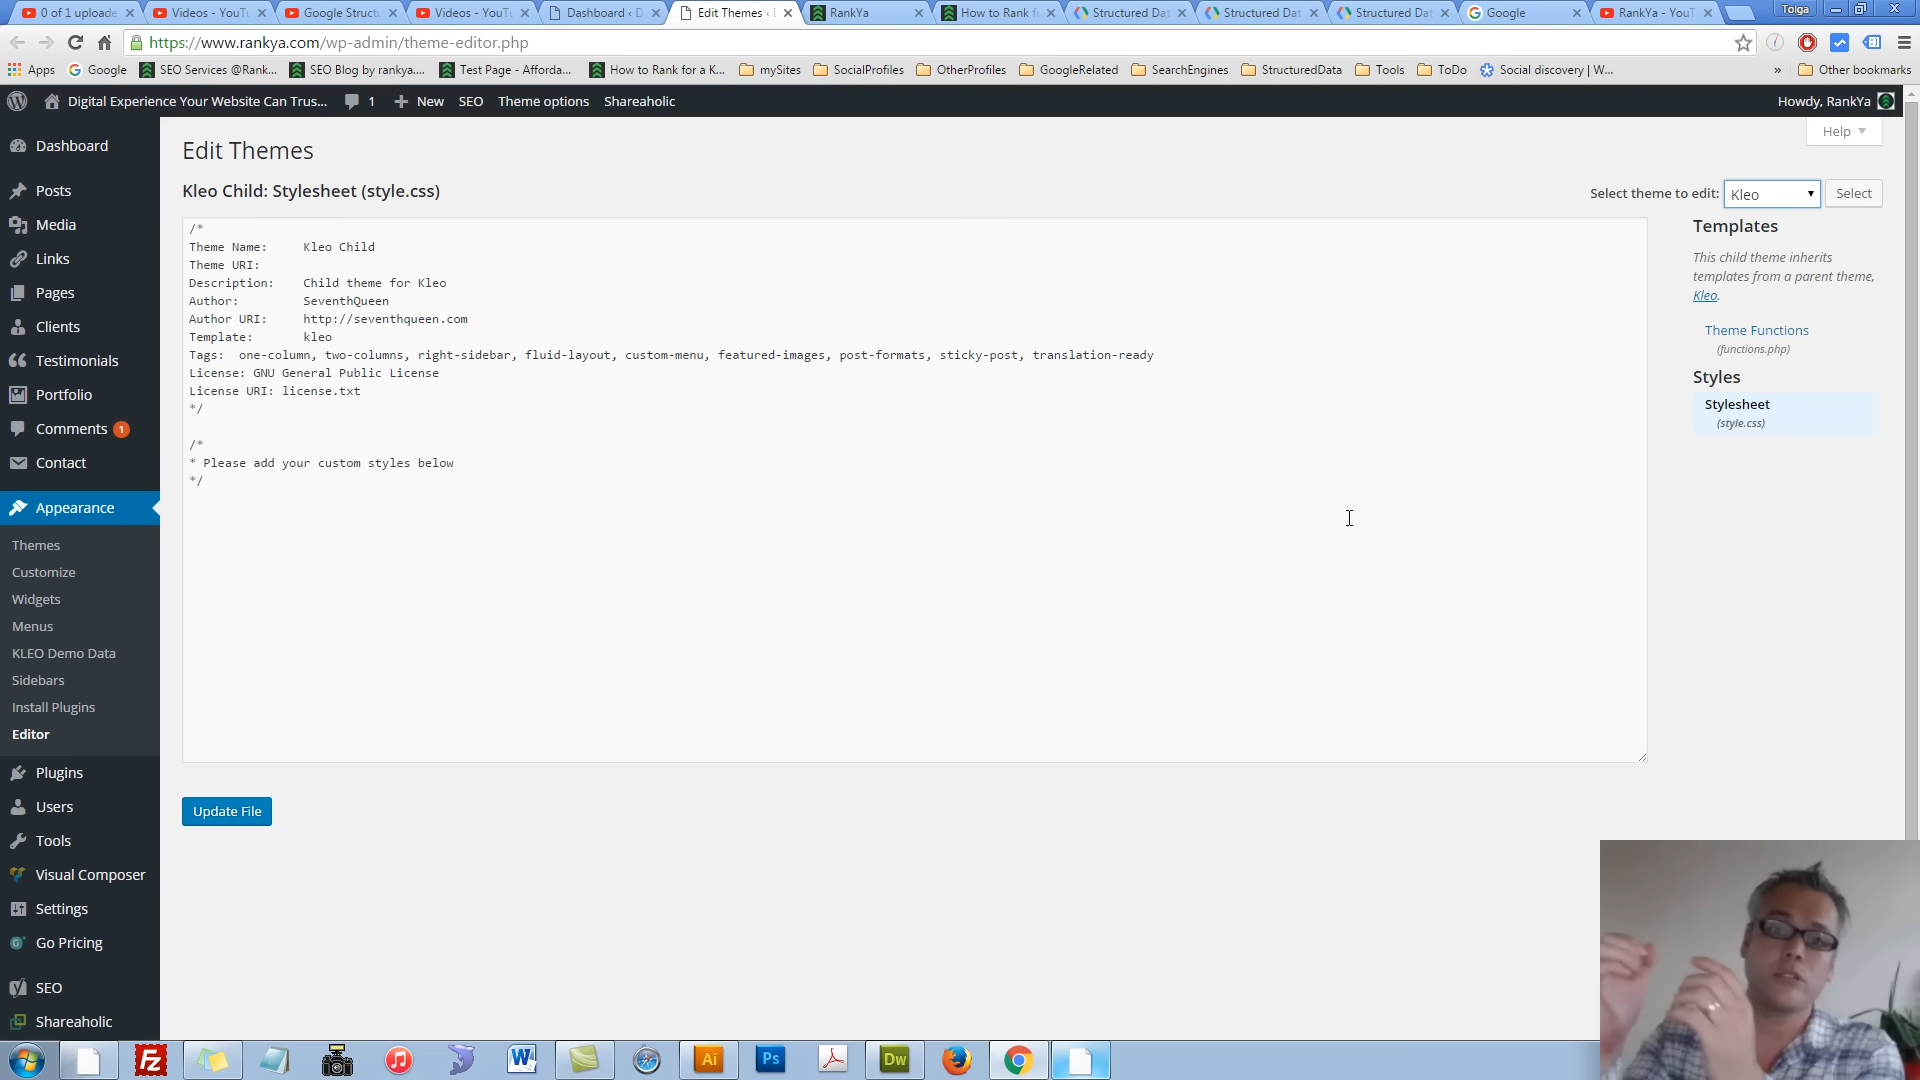 0 of 1 uploade
Videos - YouTu
Google Struct
Videos - YouTu
Dashboard ‹ D
Edit Themes ‹
RankYa
How to Rank f
Structured Dat
Structured Dat
Structured Dat
Google
RankYa - YouT
Tolga
https://www.rankya.com/wp-admin/theme-editor.php
Apps
Google
SEO Services @Rank...
SEO Blog by rankya....
Test Page - Afforda...
How to Rank for a K...
mySites
SocialProfiles
OtherProfiles
GoogleRelated
SearchEngines
StructuredData
Tools
ToDo
Social discovery | W...
»
Other bookmarks
Digital Experience Your Website Can Trus...
1
New
SEO
Theme options
Shareaholic
Howdy, RankYa
Help
Dashboard
Posts
Media
Links
Pages
Clients
Testimonials
Portfolio
Comments 1
Contact
Appearance
Themes
Customize
Widgets
Menus
KLEO Demo Data
Sidebars
Install Plugins
Editor
Plugins
Users
Tools
Visual Composer
Settings
Go Pricing
SEO
Shareaholic
Edit Themes
Kleo Child: Stylesheet (style.css)
Select theme to edit: Kleo Select
/*
Theme Name: Kleo Child
Theme URI:
Description: Child theme for Kleo
Author: SeventhQueen
Author URI: http://seventhqueen.com
Template: kleo
Tags: one-column, two-columns, right-sidebar, fluid-layout, custom-menu, featured-images, post-formats, sticky-post, translation-ready
License: GNU General Public License
License URI: license.txt
*/
/*
* Please add your custom styles below
*/
Update File
Templates
This child theme inherits
templates from a parent theme,
Kleo.
Theme Functions
(functions.php)
Styles
Stylesheet
(style.css)
Fz
W
Ai
Ps
Dw